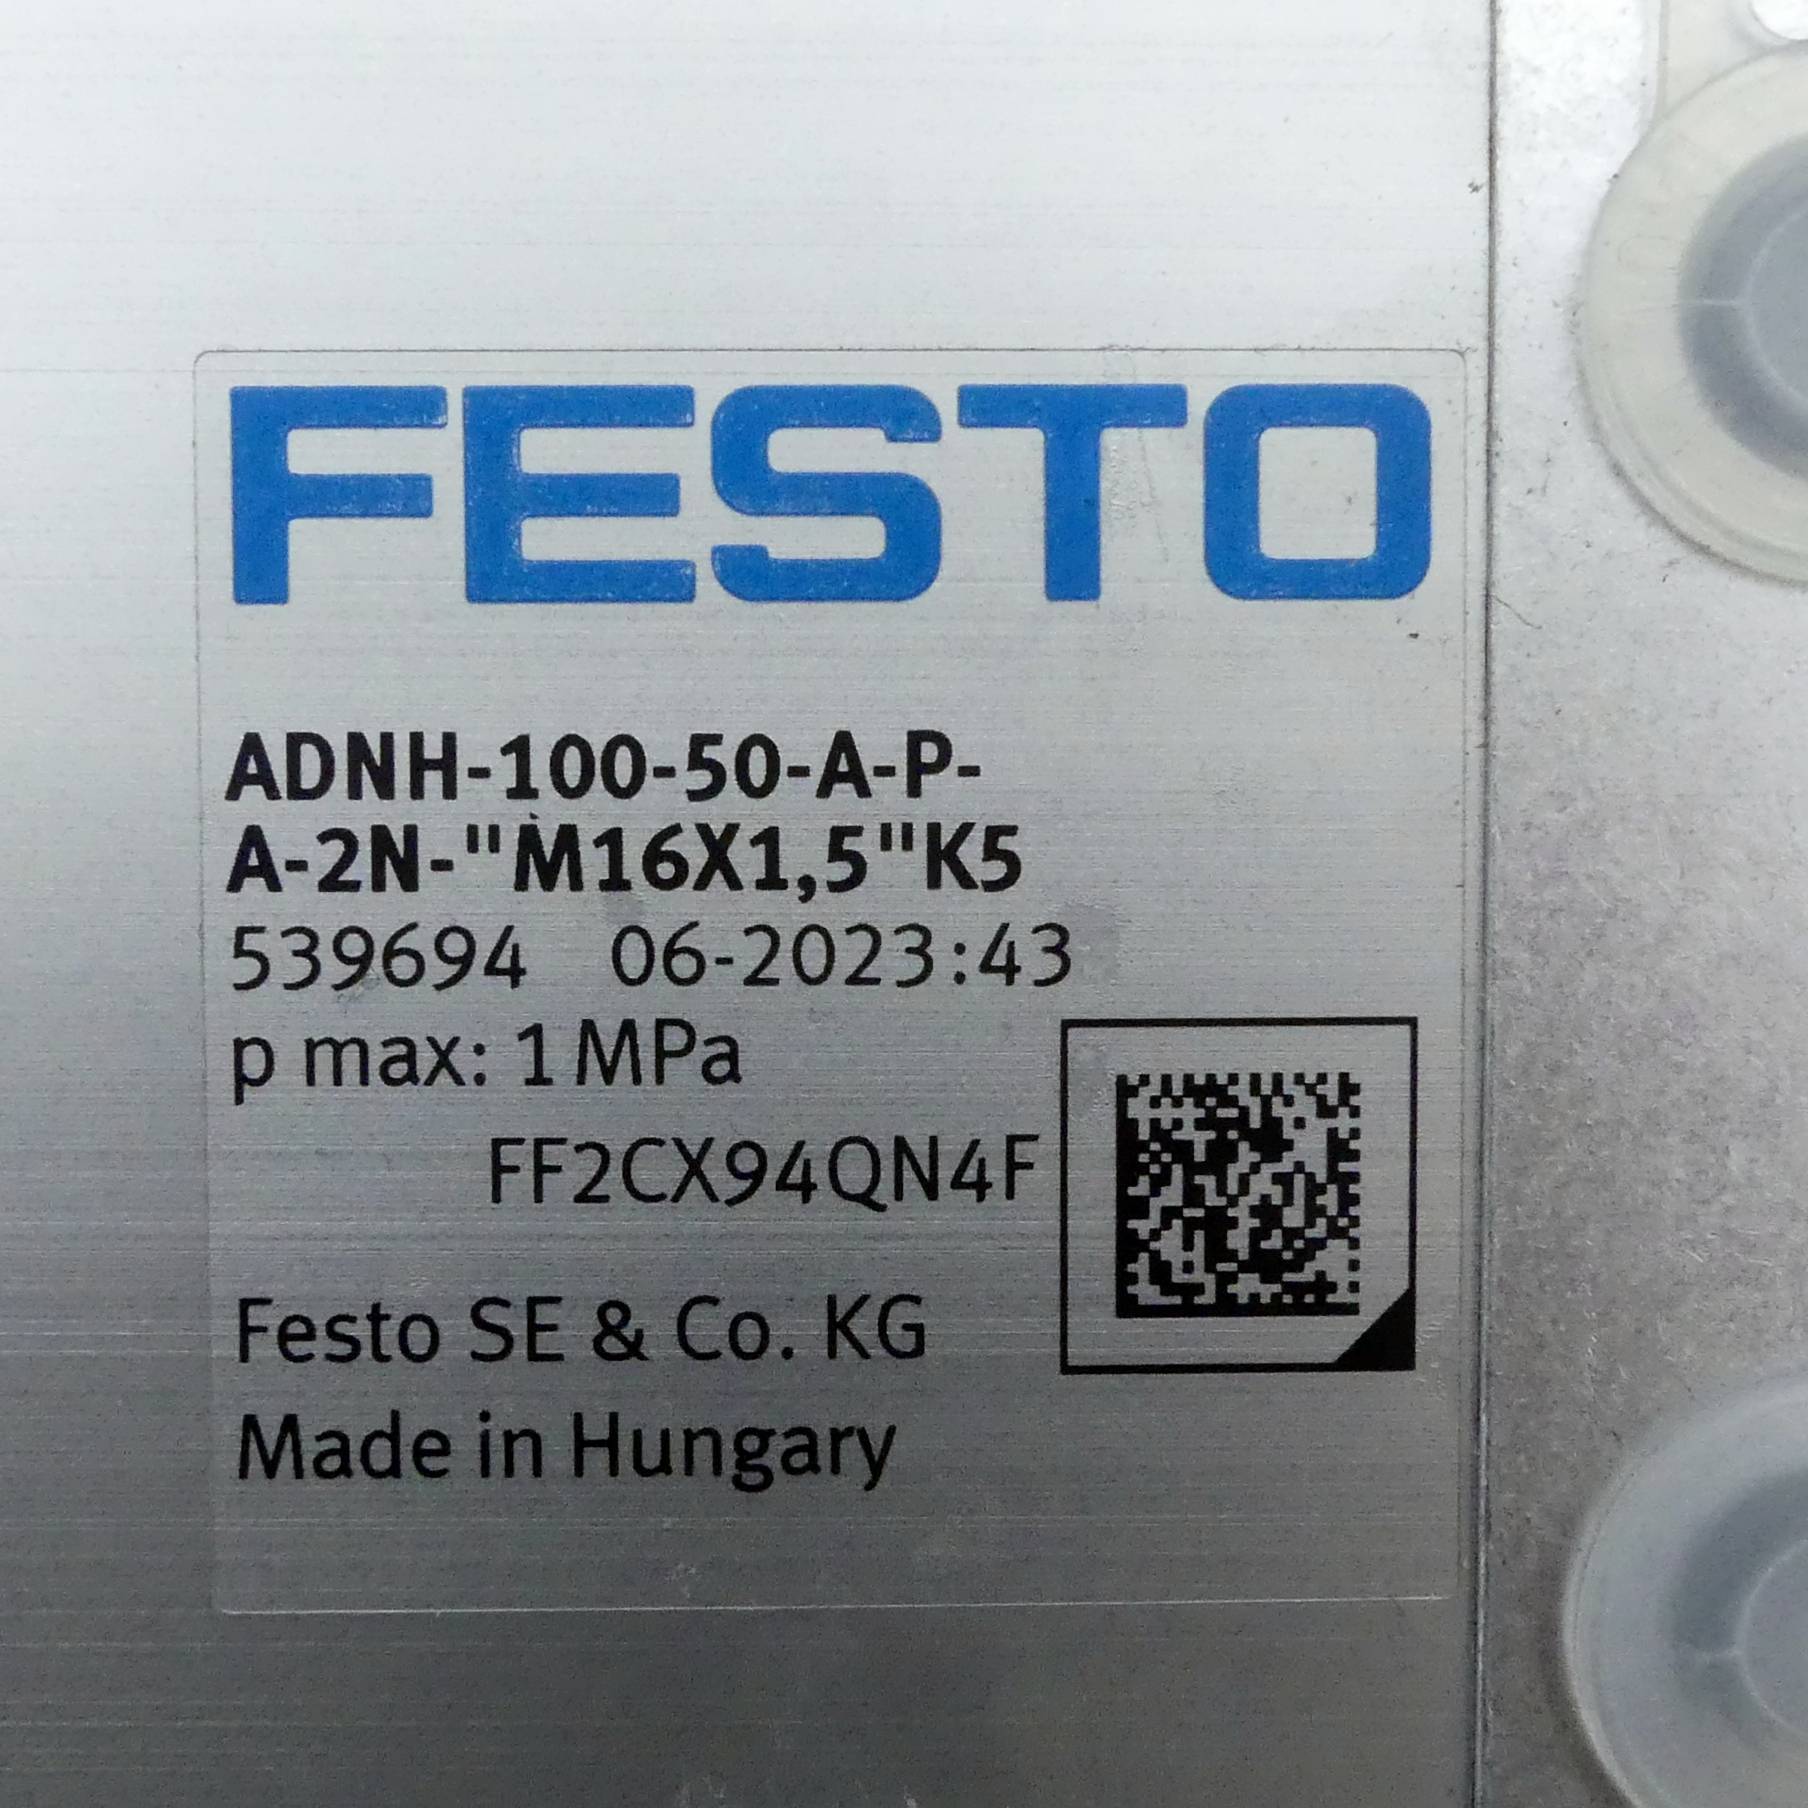 FESTO
ADNH-100-50-A-P-
A-2N-"M16X1,5"K5
539694 06-2023:43
p max: 1 MPa
FF2CX94QN4F
Festo SE & Co. KG
Made in Hungary